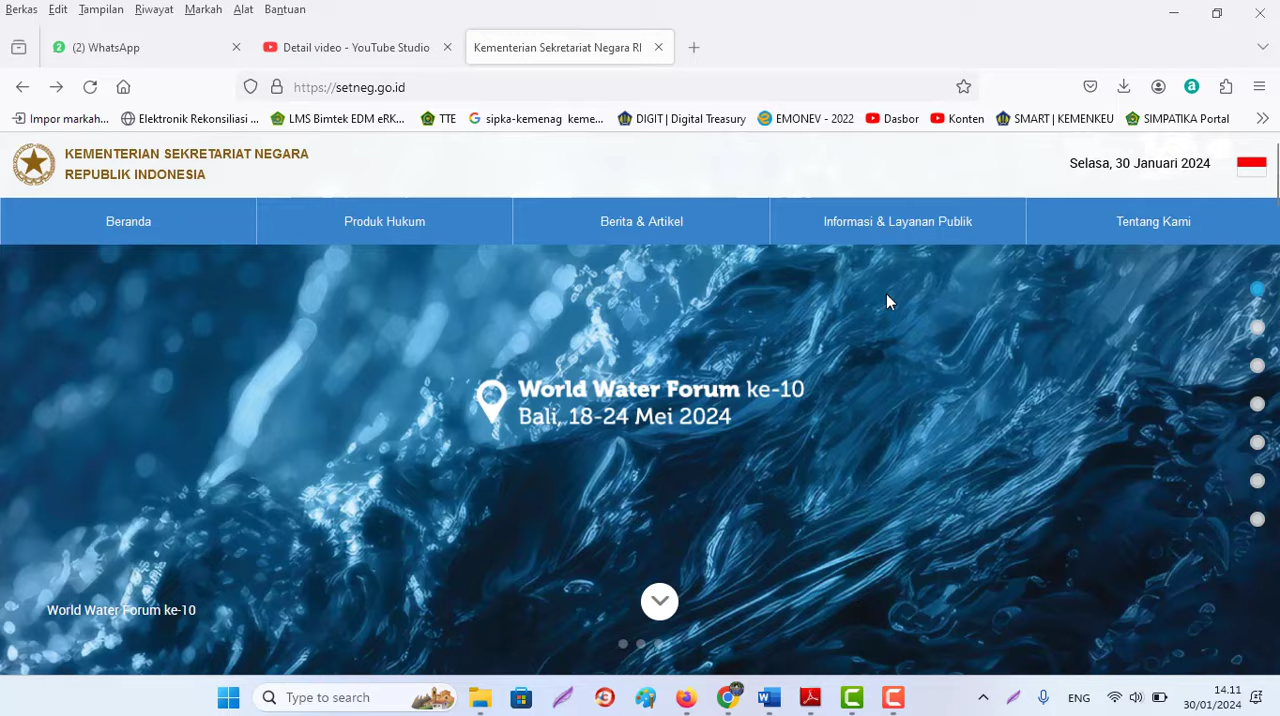 Berkas Edit Tampilan Riwayat Markah Alat Bantuan
(2) WhatsApp
Detail video - YouTube Studio
Kementerian Sekretariat Negara RI
https://setneg.go.id
Impor markah... Elektronik Rekonsiliasi ... LMS Bimtek EDM eRK... TTE sipka-kemenag keme... DIGIT | Digital Treasury EMONEV - 2022 Dasbor Konten SMART | KEMENKEU SIMPATIKA Portal
KEMENTERIAN SEKRETARIAT NEGARA
REPUBLIK INDONESIA
Selasa, 30 Januari 2024
Beranda Produk Hukum Berita & Artikel Informasi & Layanan Publik Tentang Kami
World Water Forum ke-10
Bali, 18-24 Mei 2024
World Water Forum ke-10
Type to search
ENG
14.11
30/01/2024